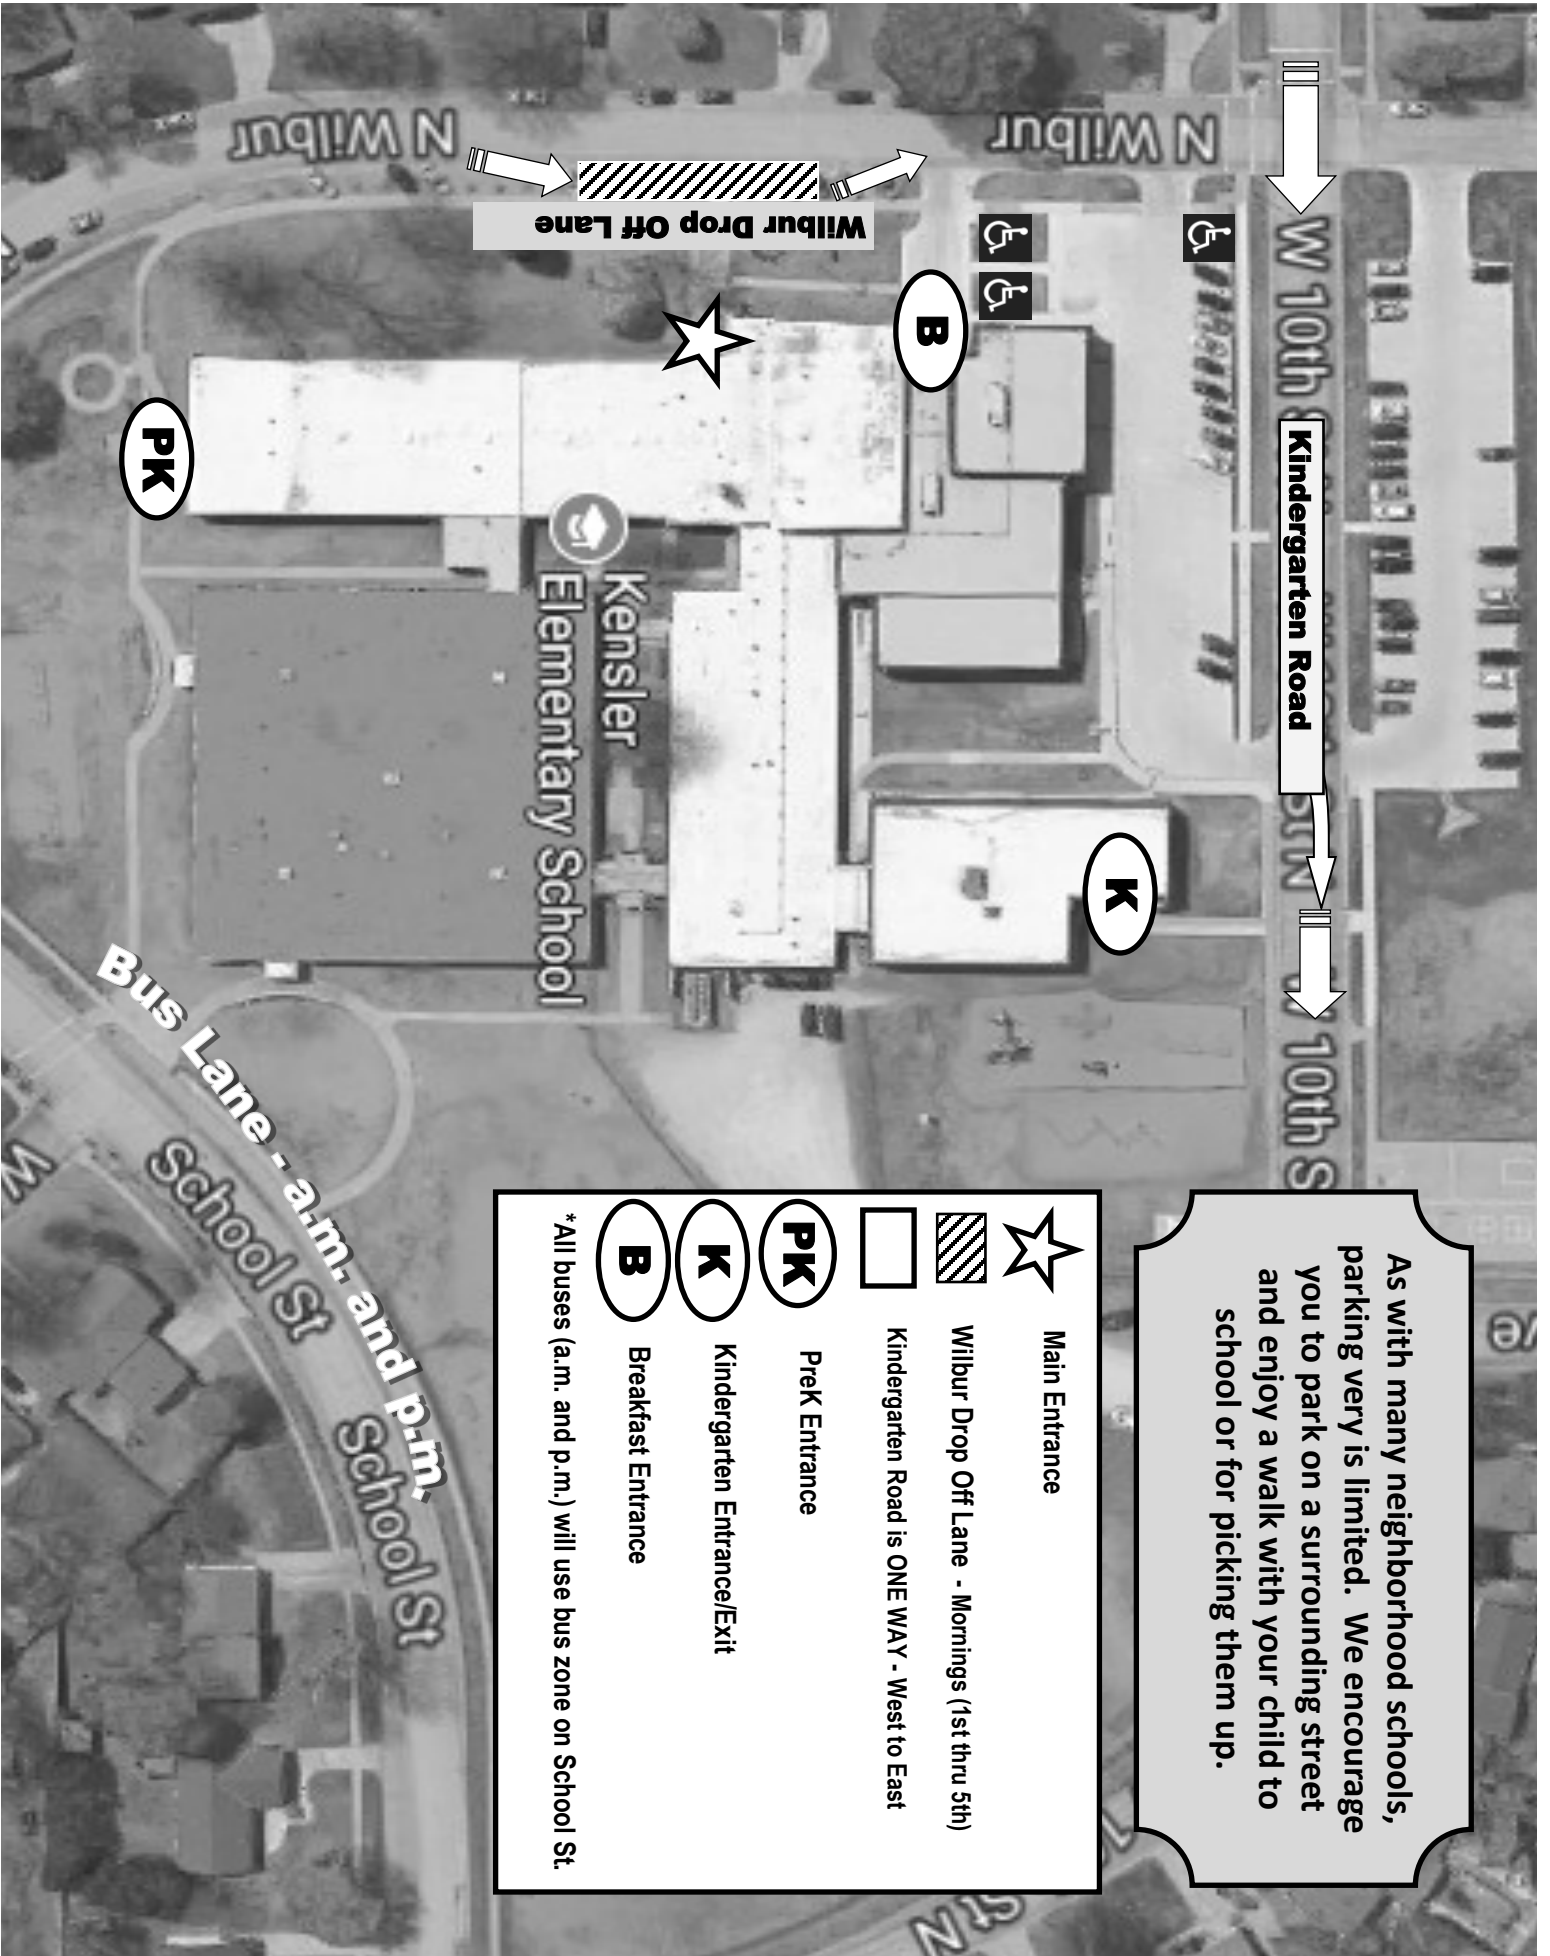 As with many neighborhood schools,
parking very is limited.  We encourage
you to park on a surrounding street
and enjoy a walk with your child to
school or for picking them up.
Main Entrance
Wilbur Drop Off Lane - Mornings (1st thru 5th)
Kindergarten Road is ONE WAY - West to East
PK
PreK Entrance
K
Kindergarten Entrance/Exit
B
Breakfast Entrance
*All buses (a.m. and p.m.) will use bus zone on School St.
W 10th
Kindergarten Road
St N
W 10th S
N Wilbur
N Wilbur
Wilbur Drop Off Lane
B
K
PK
Kensler
Elementary School
Bus Lane - a.m. and p.m.
School St
School St
W
St N